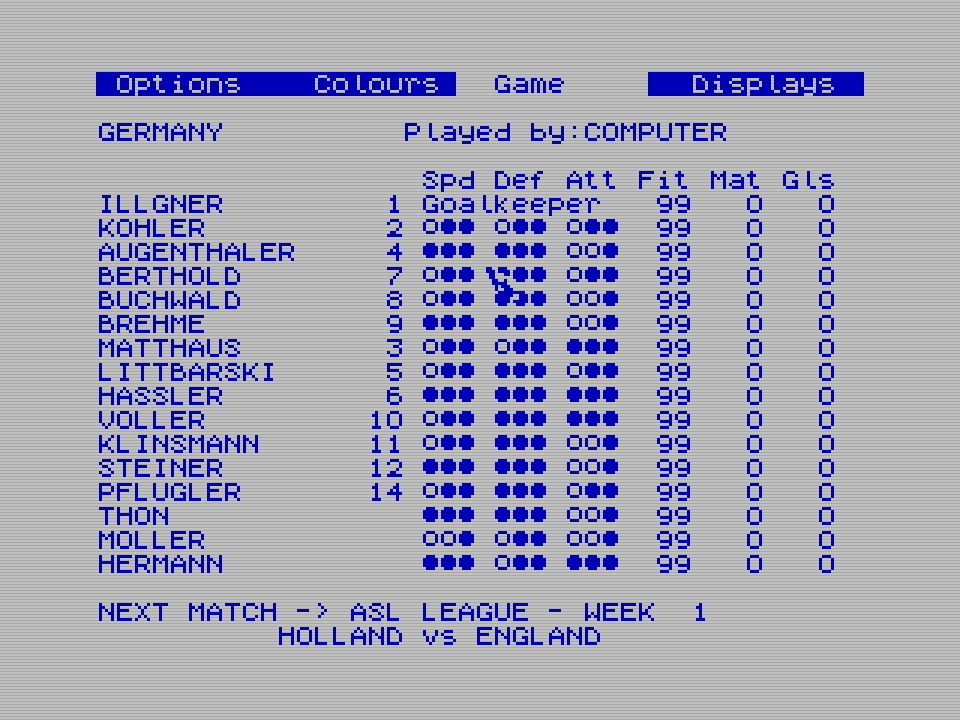 Options Colours Game Displays
GERMANY Played by:COMPUTER
Spd Def Att Fit Mat Gls
ILLGNER 1 Goalkeeper 99 0 0
KOHLER 2 99 0 0
AUGENTHALER 4 99 0 0
BERTHOLD 7 99 0 0
BUCHWALD 8 99 0 0
BREHME 9 99 0 0
MATTHAUS 3 99 0 0
LITTBARSKI 5 99 0 0
HASSLER 6 99 0 0
VOLLER 10 99 0 0
KLINSMANN 11 99 0 0
STEINER 12 99 0 0
PFLUGLER 14 99 0 0
THON 99 0 0
MOLLER 99 0 0
HERMANN 99 0 0
NEXT MATCH -> ASL LEAGUE - WEEK 1
HOLLAND vs ENGLAND